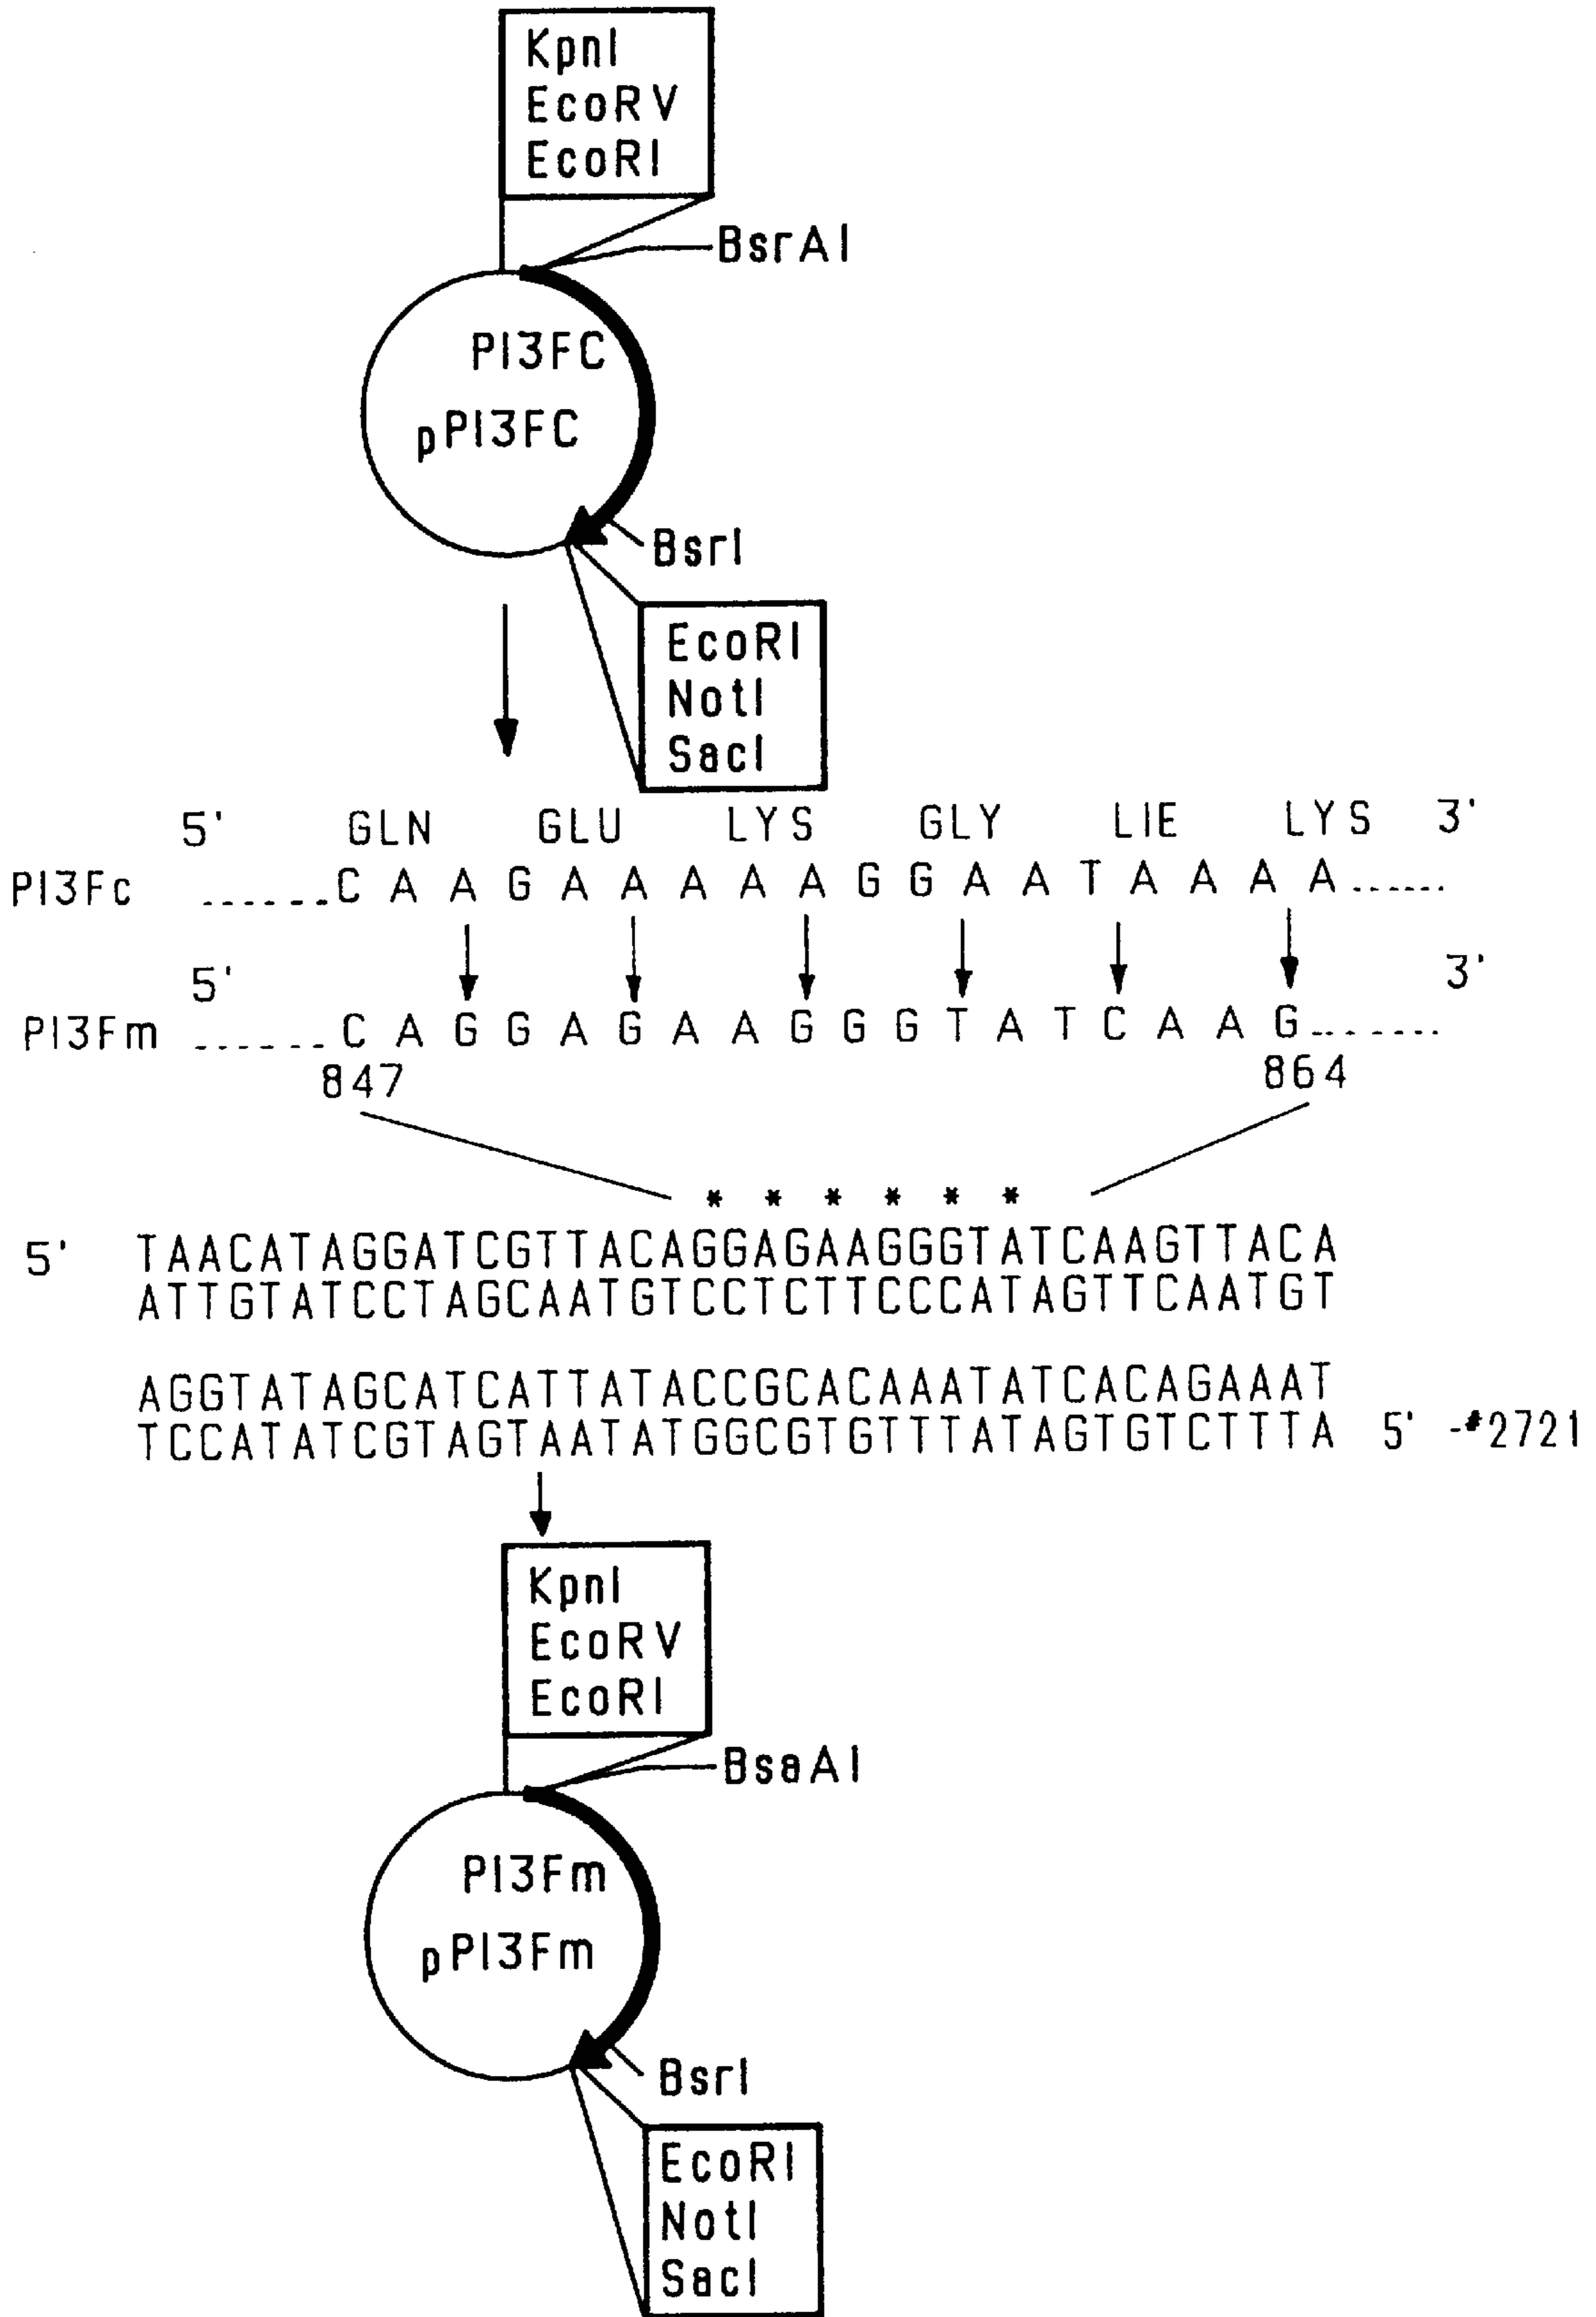 KpnI
EcoRV
EcoRI
BsrAI
PI3FC
pPI3FC
BsrI
EcoRI
NotI
SacI
5' GLN GLU LYS GLY LIE LYS 3'
PI3Fc ......C A A G A A A A A G G A A T A A A A......
5' 3'
PI3Fm ......C A G G A G A A G G G T A T C A A G......
847 864
* * * * * *
5' TAACATAGGATCGTTACAGGAGAAGGGTATCAAGTTACA
ATTGTATCCTAGCAATGTCCTCTTCCCATAGTTCAATGT
AGGTATAGCATCATTATACCGCACAAATATCACAGAAAT
TCCATATCGTAGTAATATGGCGTGTTTATAGTGTCTTTA 5' -#2721
KpnI
EcoRV
EcoRI
BsaAI
PI3Fm
pPI3Fm
BsrI
EcoRI
NotI
SacI